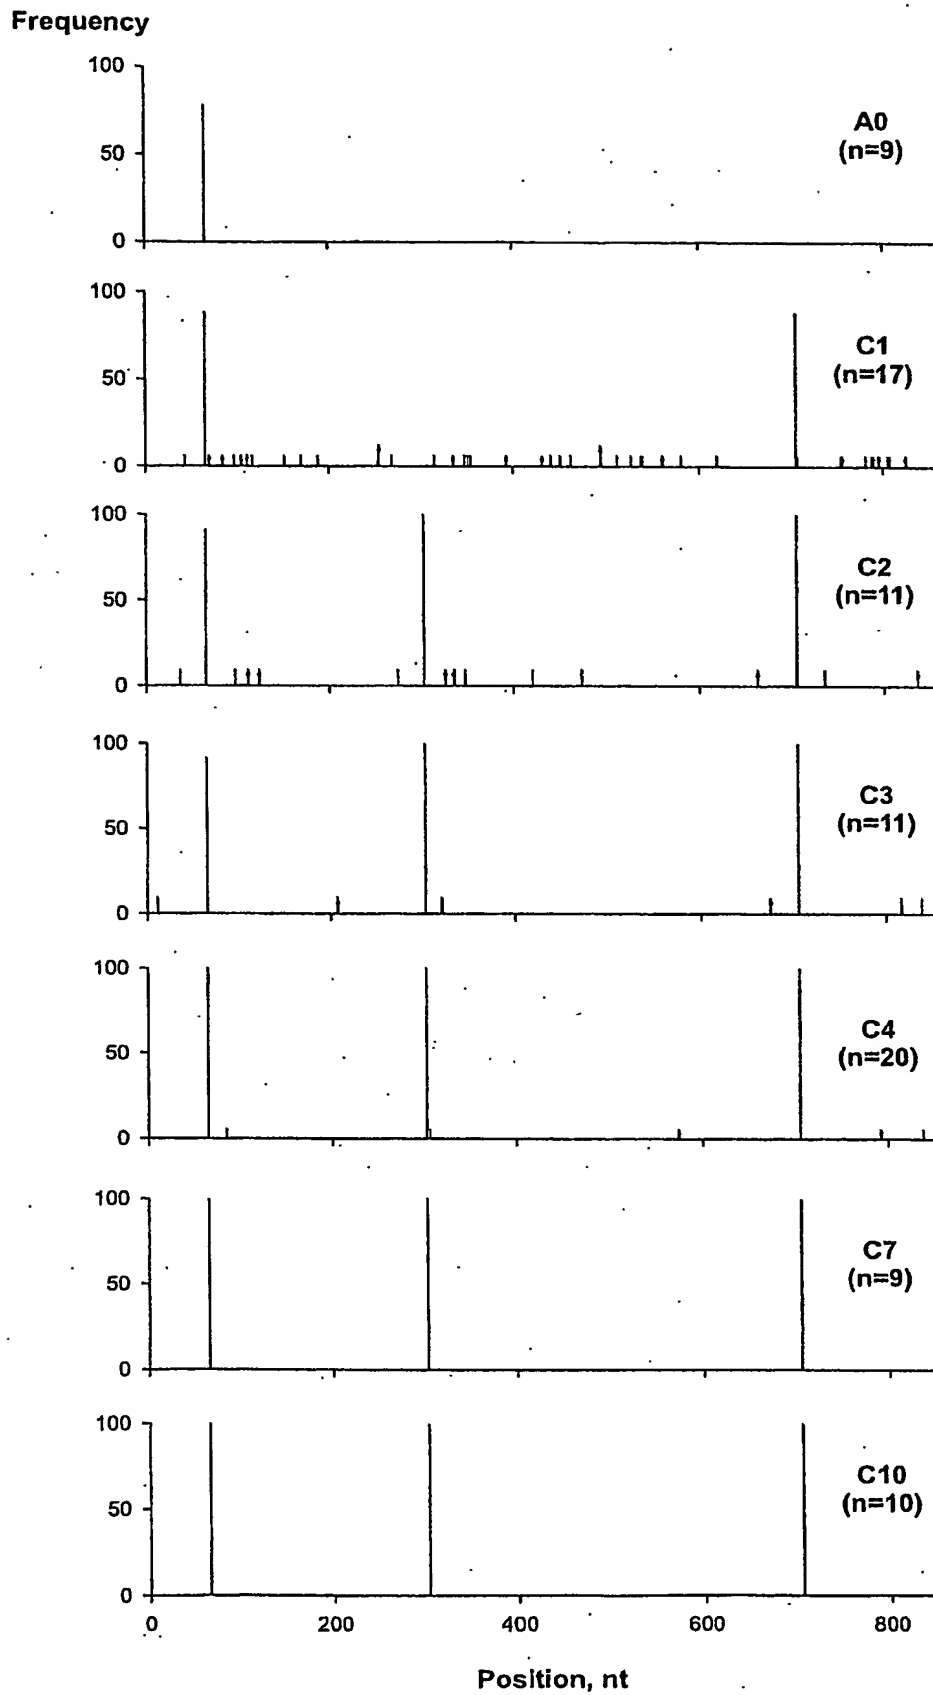 Frequency
100
50
0
A0
(n=9)
100
50
0
C1
(n=17)
100
50
0
C2
(n=11)
100
50
0
C3
(n=11)
100
50
0
C4
(n=20)
100
50
0
C7
(n=9)
100
50
0
C10
(n=10)
0 200 400 600 800
Position, nt